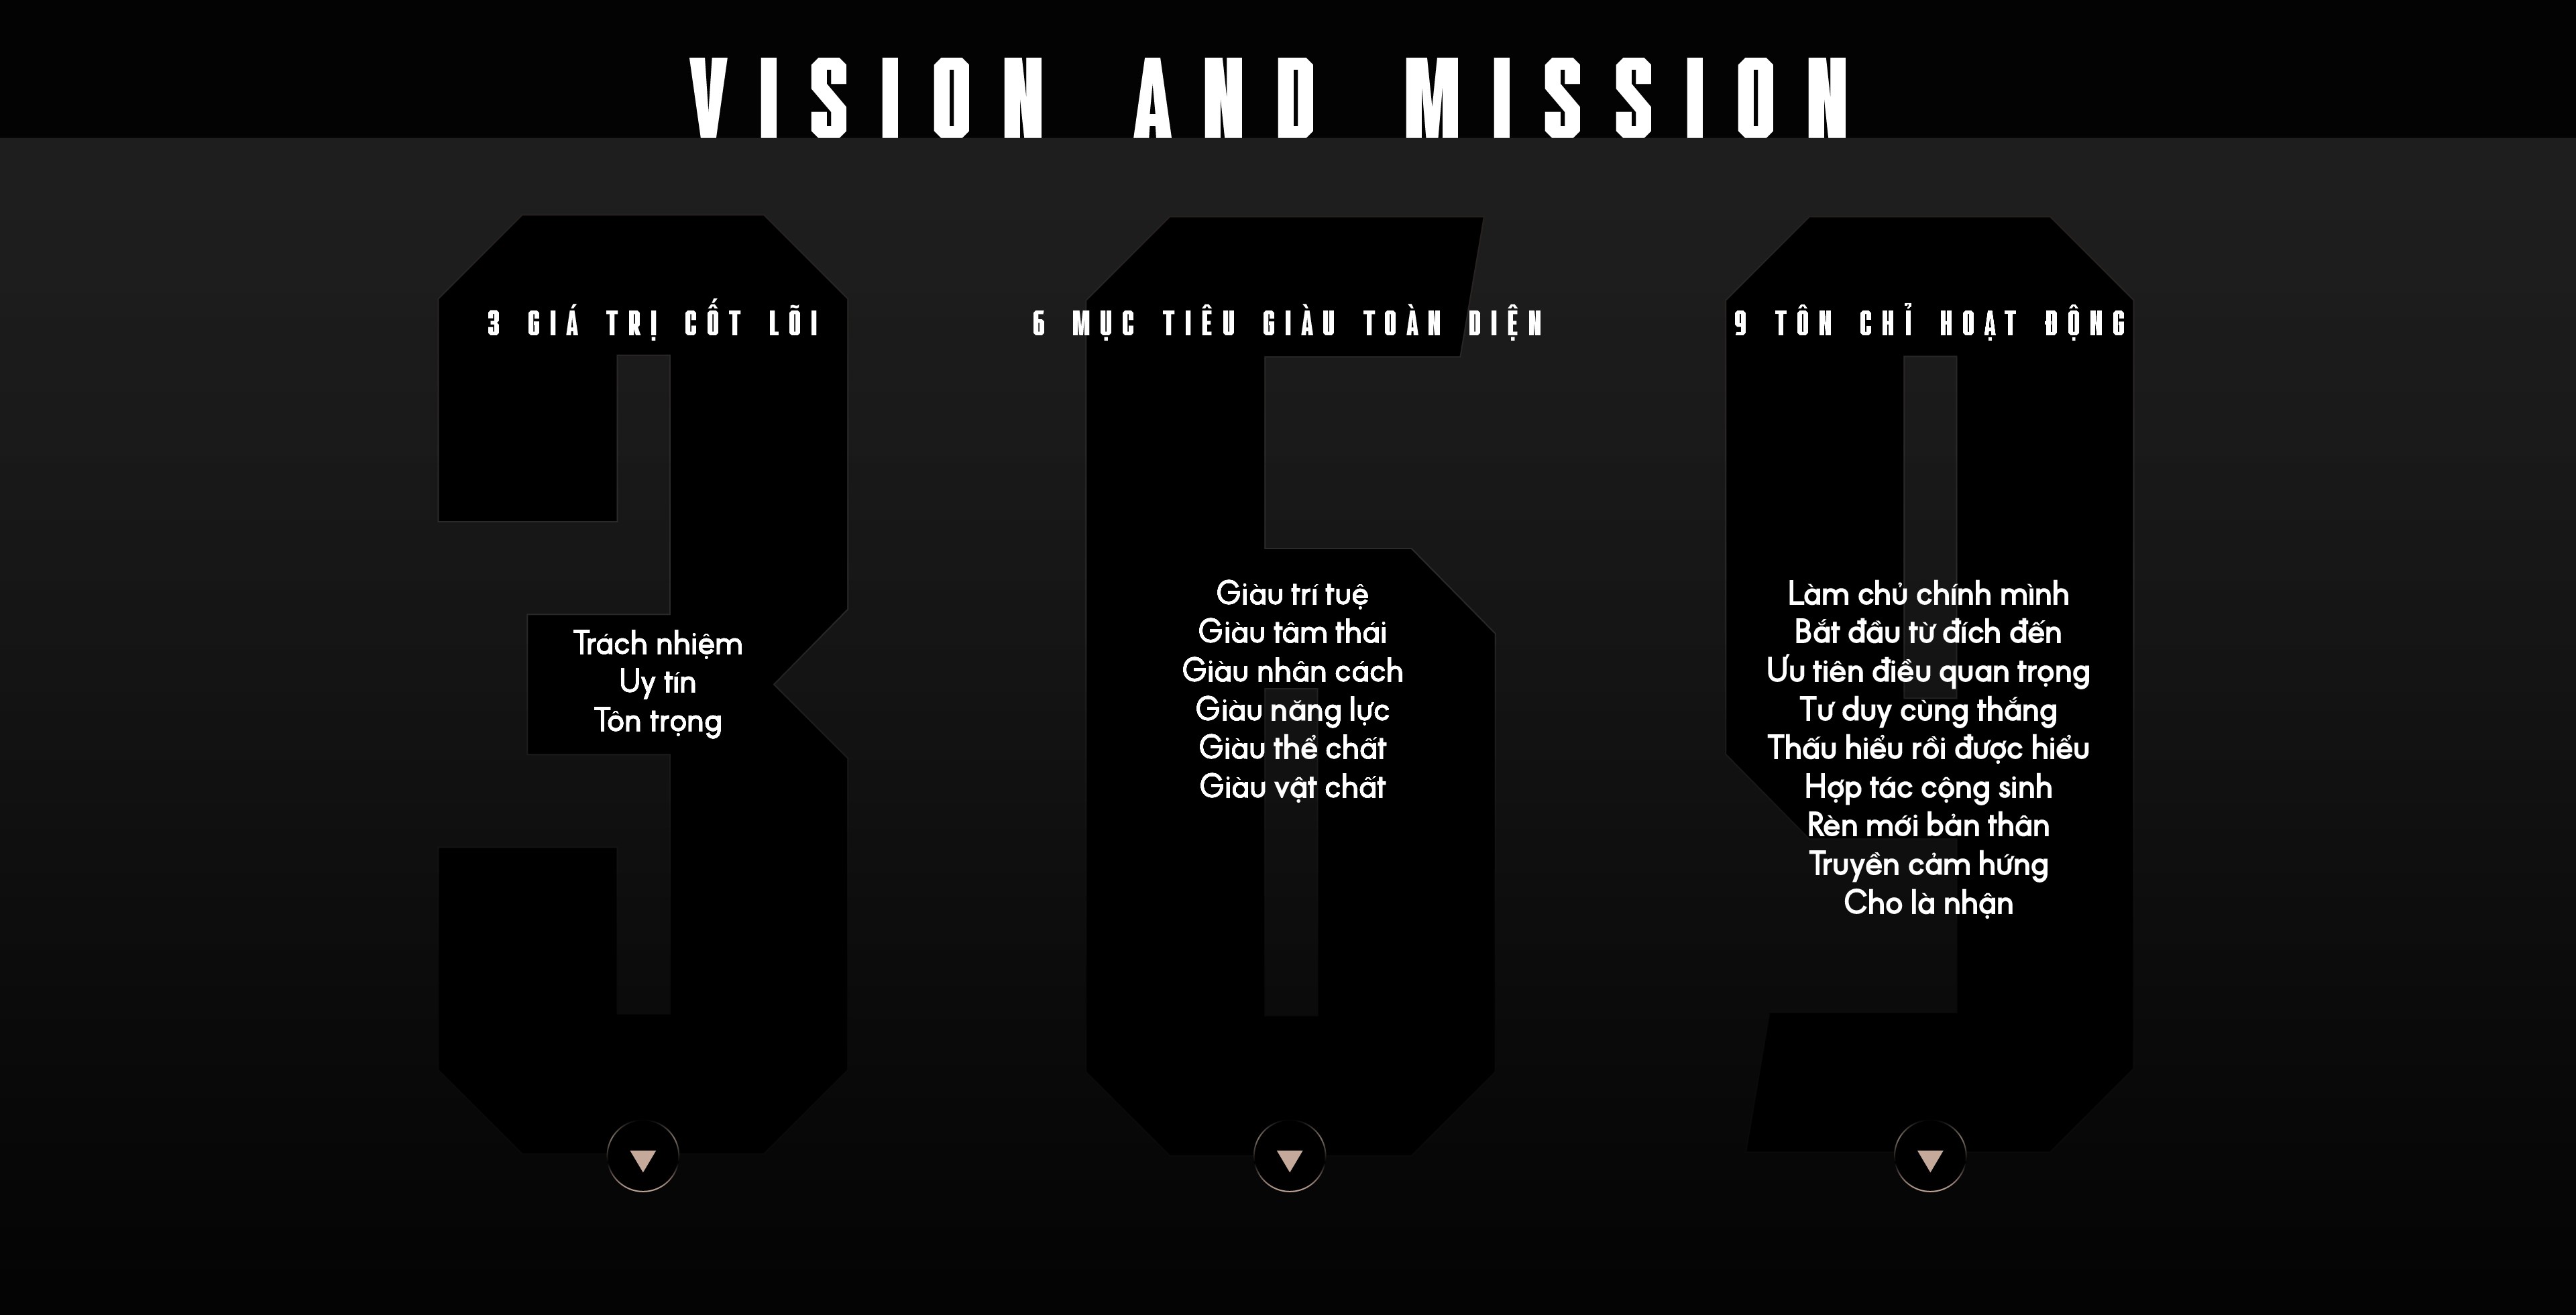 VISION AND MISSION
3 GIÁ TRỊ CỐT LÕI
Trách nhiệm
Uy tín
Tôn trọng
6 MỤC TIÊU GIÀU TOÀN DIỆN
Giàu trí tuệ
Giàu tâm thái
Giàu nhân cách
Giàu năng lực
Giàu thể chất
Giàu vật chất
9 TÔN CHỈ HOẠT ĐỘNG
Làm chủ chính mình
Bắt đầu từ đích đến
Ưu tiên điều quan trọng
Tư duy cùng thắng
Thấu hiểu rồi được hiểu
Hợp tác cộng sinh
Rèn mới bản thân
Truyền cảm hứng
Cho là nhận